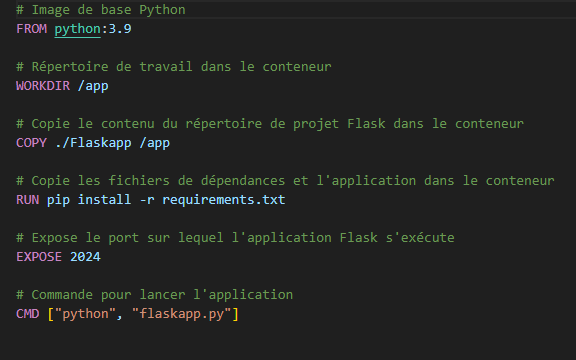 # Image de base Python
FROM python:3.9
# Répertoire de travail dans le conteneur
WORKDIR /app
# Copie le contenu du répertoire de projet Flask dans le conteneur
COPY ./Flaskapp /app
# Copie les fichiers de dépendances et l'application dans le conteneur
RUN pip install -r requirements.txt
# Expose le port sur lequel l'application Flask s'exécute
EXPOSE 2024
# Commande pour lancer l'application
CMD ["python", "flaskapp.py"]